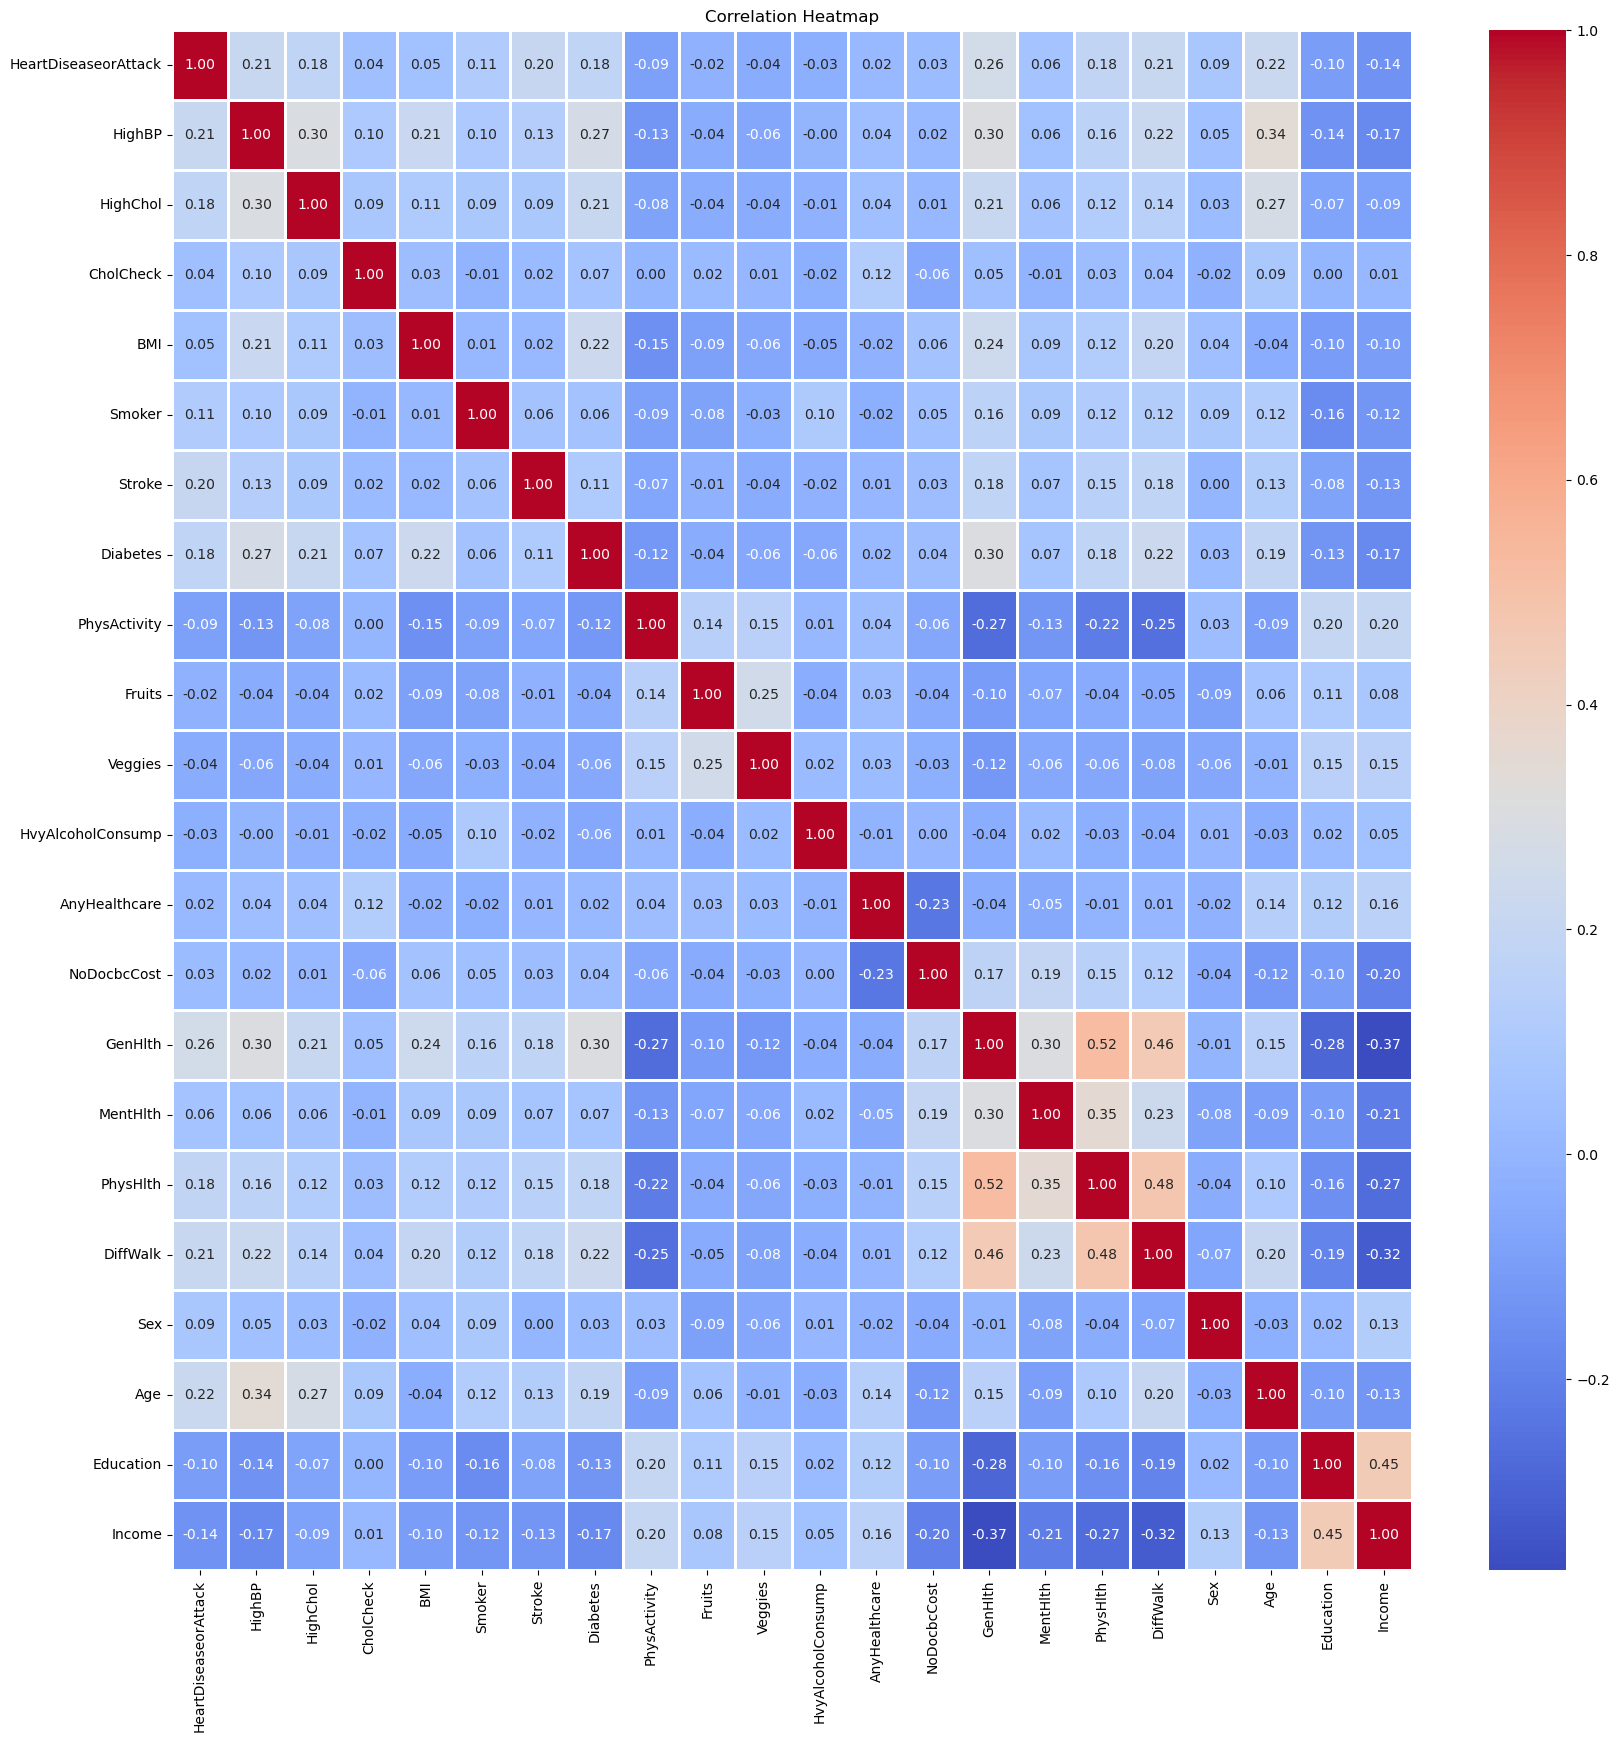 Correlation Heatmap
HeartDiseaseorAttack 1.00 0.21 0.18 0.04 0.05 0.11 0.20 0.18 -0.09 -0.02 -0.04 -0.03 0.02 0.03 0.26 0.06 0.18 0.21 0.09 0.22 -0.10 -0.14
HighBP 0.21 1.00 0.30 0.10 0.21 0.10 0.13 0.27 -0.13 -0.04 -0.06 -0.00 0.04 0.02 0.30 0.06 0.16 0.22 0.05 0.34 -0.14 -0.17
HighChol 0.18 0.30 1.00 0.09 0.11 0.09 0.09 0.21 -0.08 -0.04 -0.04 -0.01 0.04 0.01 0.21 0.06 0.12 0.14 0.03 0.27 -0.07 -0.09
CholCheck 0.04 0.10 0.09 1.00 0.03 -0.01 0.02 0.07 0.00 0.02 0.01 -0.02 0.12 -0.06 0.05 -0.01 0.03 0.04 -0.02 0.09 0.00 0.01
BMI 0.05 0.21 0.11 0.03 1.00 0.01 0.02 0.22 -0.15 -0.09 -0.06 -0.05 -0.02 0.06 0.24 0.09 0.12 0.20 0.04 -0.04 -0.10 -0.10
Smoker 0.11 0.10 0.09 -0.01 0.01 1.00 0.06 0.06 -0.09 -0.08 -0.03 0.10 -0.02 0.05 0.16 0.09 0.12 0.12 0.09 0.12 -0.16 -0.12
Stroke 0.20 0.13 0.09 0.02 0.02 0.06 1.00 0.11 -0.07 -0.01 -0.04 -0.02 0.01 0.03 0.18 0.07 0.15 0.18 0.00 0.13 -0.08 -0.13
Diabetes 0.18 0.27 0.21 0.07 0.22 0.06 0.11 1.00 -0.12 -0.04 -0.06 -0.06 0.02 0.04 0.30 0.07 0.18 0.22 0.03 0.19 -0.13 -0.17
PhysActivity -0.09 -0.13 -0.08 0.00 -0.15 -0.09 -0.07 -0.12 1.00 0.14 0.15 0.01 0.04 -0.06 -0.27 -0.13 -0.22 -0.25 0.03 -0.09 0.20 0.20
Fruits -0.02 -0.04 -0.04 0.02 -0.09 -0.08 -0.01 -0.04 0.14 1.00 0.25 -0.04 0.03 -0.04 -0.10 -0.07 -0.04 -0.05 -0.09 0.06 0.11 0.08
Veggies -0.04 -0.06 -0.04 0.01 -0.06 -0.03 -0.04 -0.06 0.15 0.25 1.00 0.02 0.03 -0.03 -0.12 -0.06 -0.06 -0.08 -0.06 -0.01 0.15 0.15
HvyAlcoholConsump -0.03 -0.00 -0.01 -0.02 -0.05 0.10 -0.02 -0.06 0.01 -0.04 0.02 1.00 -0.01 0.00 -0.04 0.02 -0.03 -0.04 0.01 -0.03 0.02 0.05
AnyHealthcare 0.02 0.04 0.04 0.12 -0.02 -0.02 0.01 0.02 0.04 0.03 0.03 -0.01 1.00 -0.23 -0.04 -0.05 -0.01 0.01 -0.02 0.14 0.12 0.16
NoDocbcCost 0.03 0.02 0.01 -0.06 0.06 0.05 0.03 0.04 -0.06 -0.04 -0.03 0.00 -0.23 1.00 0.17 0.19 0.15 0.12 -0.04 -0.12 -0.10 -0.20
GenHlth 0.26 0.30 0.21 0.05 0.24 0.16 0.18 0.30 -0.27 -0.10 -0.12 -0.04 -0.04 0.17 1.00 0.30 0.52 0.46 -0.01 0.15 -0.28 -0.37
MentHlth 0.06 0.06 0.06 -0.01 0.09 0.09 0.07 0.07 -0.13 -0.07 -0.06 0.02 -0.05 0.19 0.30 1.00 0.35 0.23 -0.08 -0.09 -0.10 -0.21
PhysHlth 0.18 0.16 0.12 0.03 0.12 0.12 0.15 0.18 -0.22 -0.04 -0.06 -0.03 -0.01 0.15 0.52 0.35 1.00 0.48 -0.04 0.10 -0.16 -0.27
DiffWalk 0.21 0.22 0.14 0.04 0.20 0.12 0.18 0.22 -0.25 -0.05 -0.08 -0.04 0.01 0.12 0.46 0.23 0.48 1.00 -0.07 0.20 -0.19 -0.32
Sex 0.09 0.05 0.03 -0.02 0.04 0.09 0.00 0.03 0.03 -0.09 -0.06 0.01 -0.02 -0.04 -0.01 -0.08 -0.04 -0.07 1.00 -0.03 0.02 0.13
Age 0.22 0.34 0.27 0.09 -0.04 0.12 0.13 0.19 -0.09 0.06 -0.01 -0.03 0.14 -0.12 0.15 -0.09 0.10 0.20 -0.03 1.00 -0.10 -0.13
Education -0.10 -0.14 -0.07 0.00 -0.10 -0.16 -0.08 -0.13 0.20 0.11 0.15 0.02 0.12 -0.10 -0.28 -0.10 -0.16 -0.19 0.02 -0.10 1.00 0.45
Income -0.14 -0.17 -0.09 0.01 -0.10 -0.12 -0.13 -0.17 0.20 0.08 0.15 0.05 0.16 -0.20 -0.37 -0.21 -0.27 -0.32 0.13 -0.13 0.45 1.00
HeartDiseaseorAttack
HighBP
HighChol
CholCheck
BMI
Smoker
Stroke
Diabetes
PhysActivity
Fruits
Veggies
HvyAlcoholConsump
AnyHealthcare
NoDocbcCost
GenHlth
MentHlth
PhysHlth
DiffWalk
Sex
Age
Education
Income
1.0
0.8
0.6
0.4
0.2
0.0
−0.2